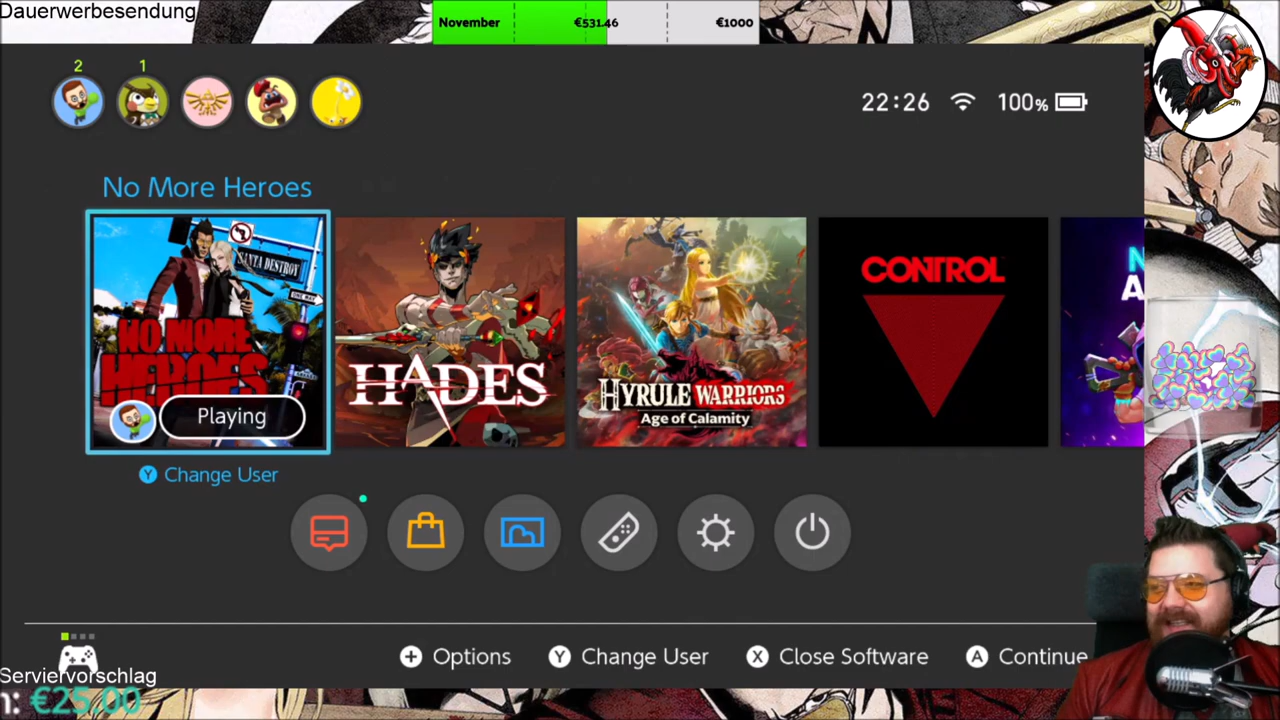 Dauerwerbesendung
November €531.46 €1000
2 1
22:26 100%
No More Heroes
SANTA DESTROY
NO MORE HEROES
Playing
HADES
HYRULE WARRIORS
Age of Calamity
CONTROL
N
A
Y Change User
+ Options Y Change User X Close Software A Continue
Serviervorschlag
n: €25.00